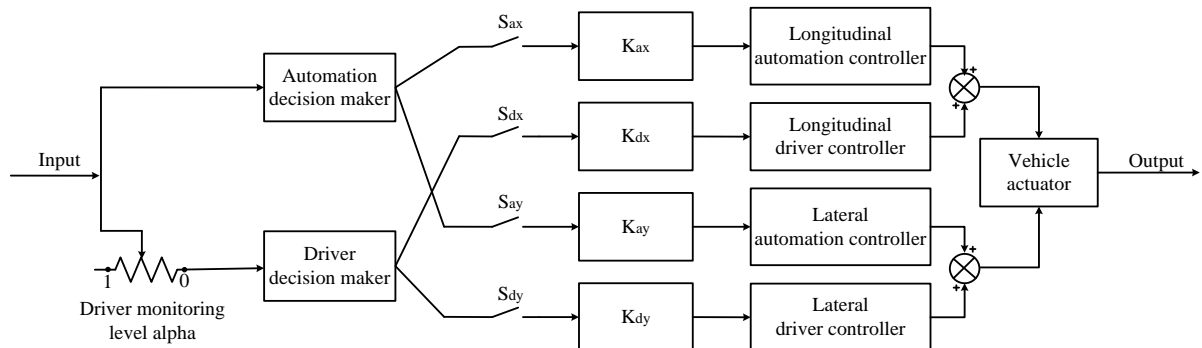 Input
1
0
Driver monitoring
level alpha
Automation
decision maker
Driver
decision maker
Sax
Sdx
Say
Sdy
Kax
Kdx
Kay
Kdy
Longitudinal
automation controller
Longitudinal
driver controller
Lateral
automation controller
Lateral
driver controller
+
+
+
+
Vehicle
actuator
Output